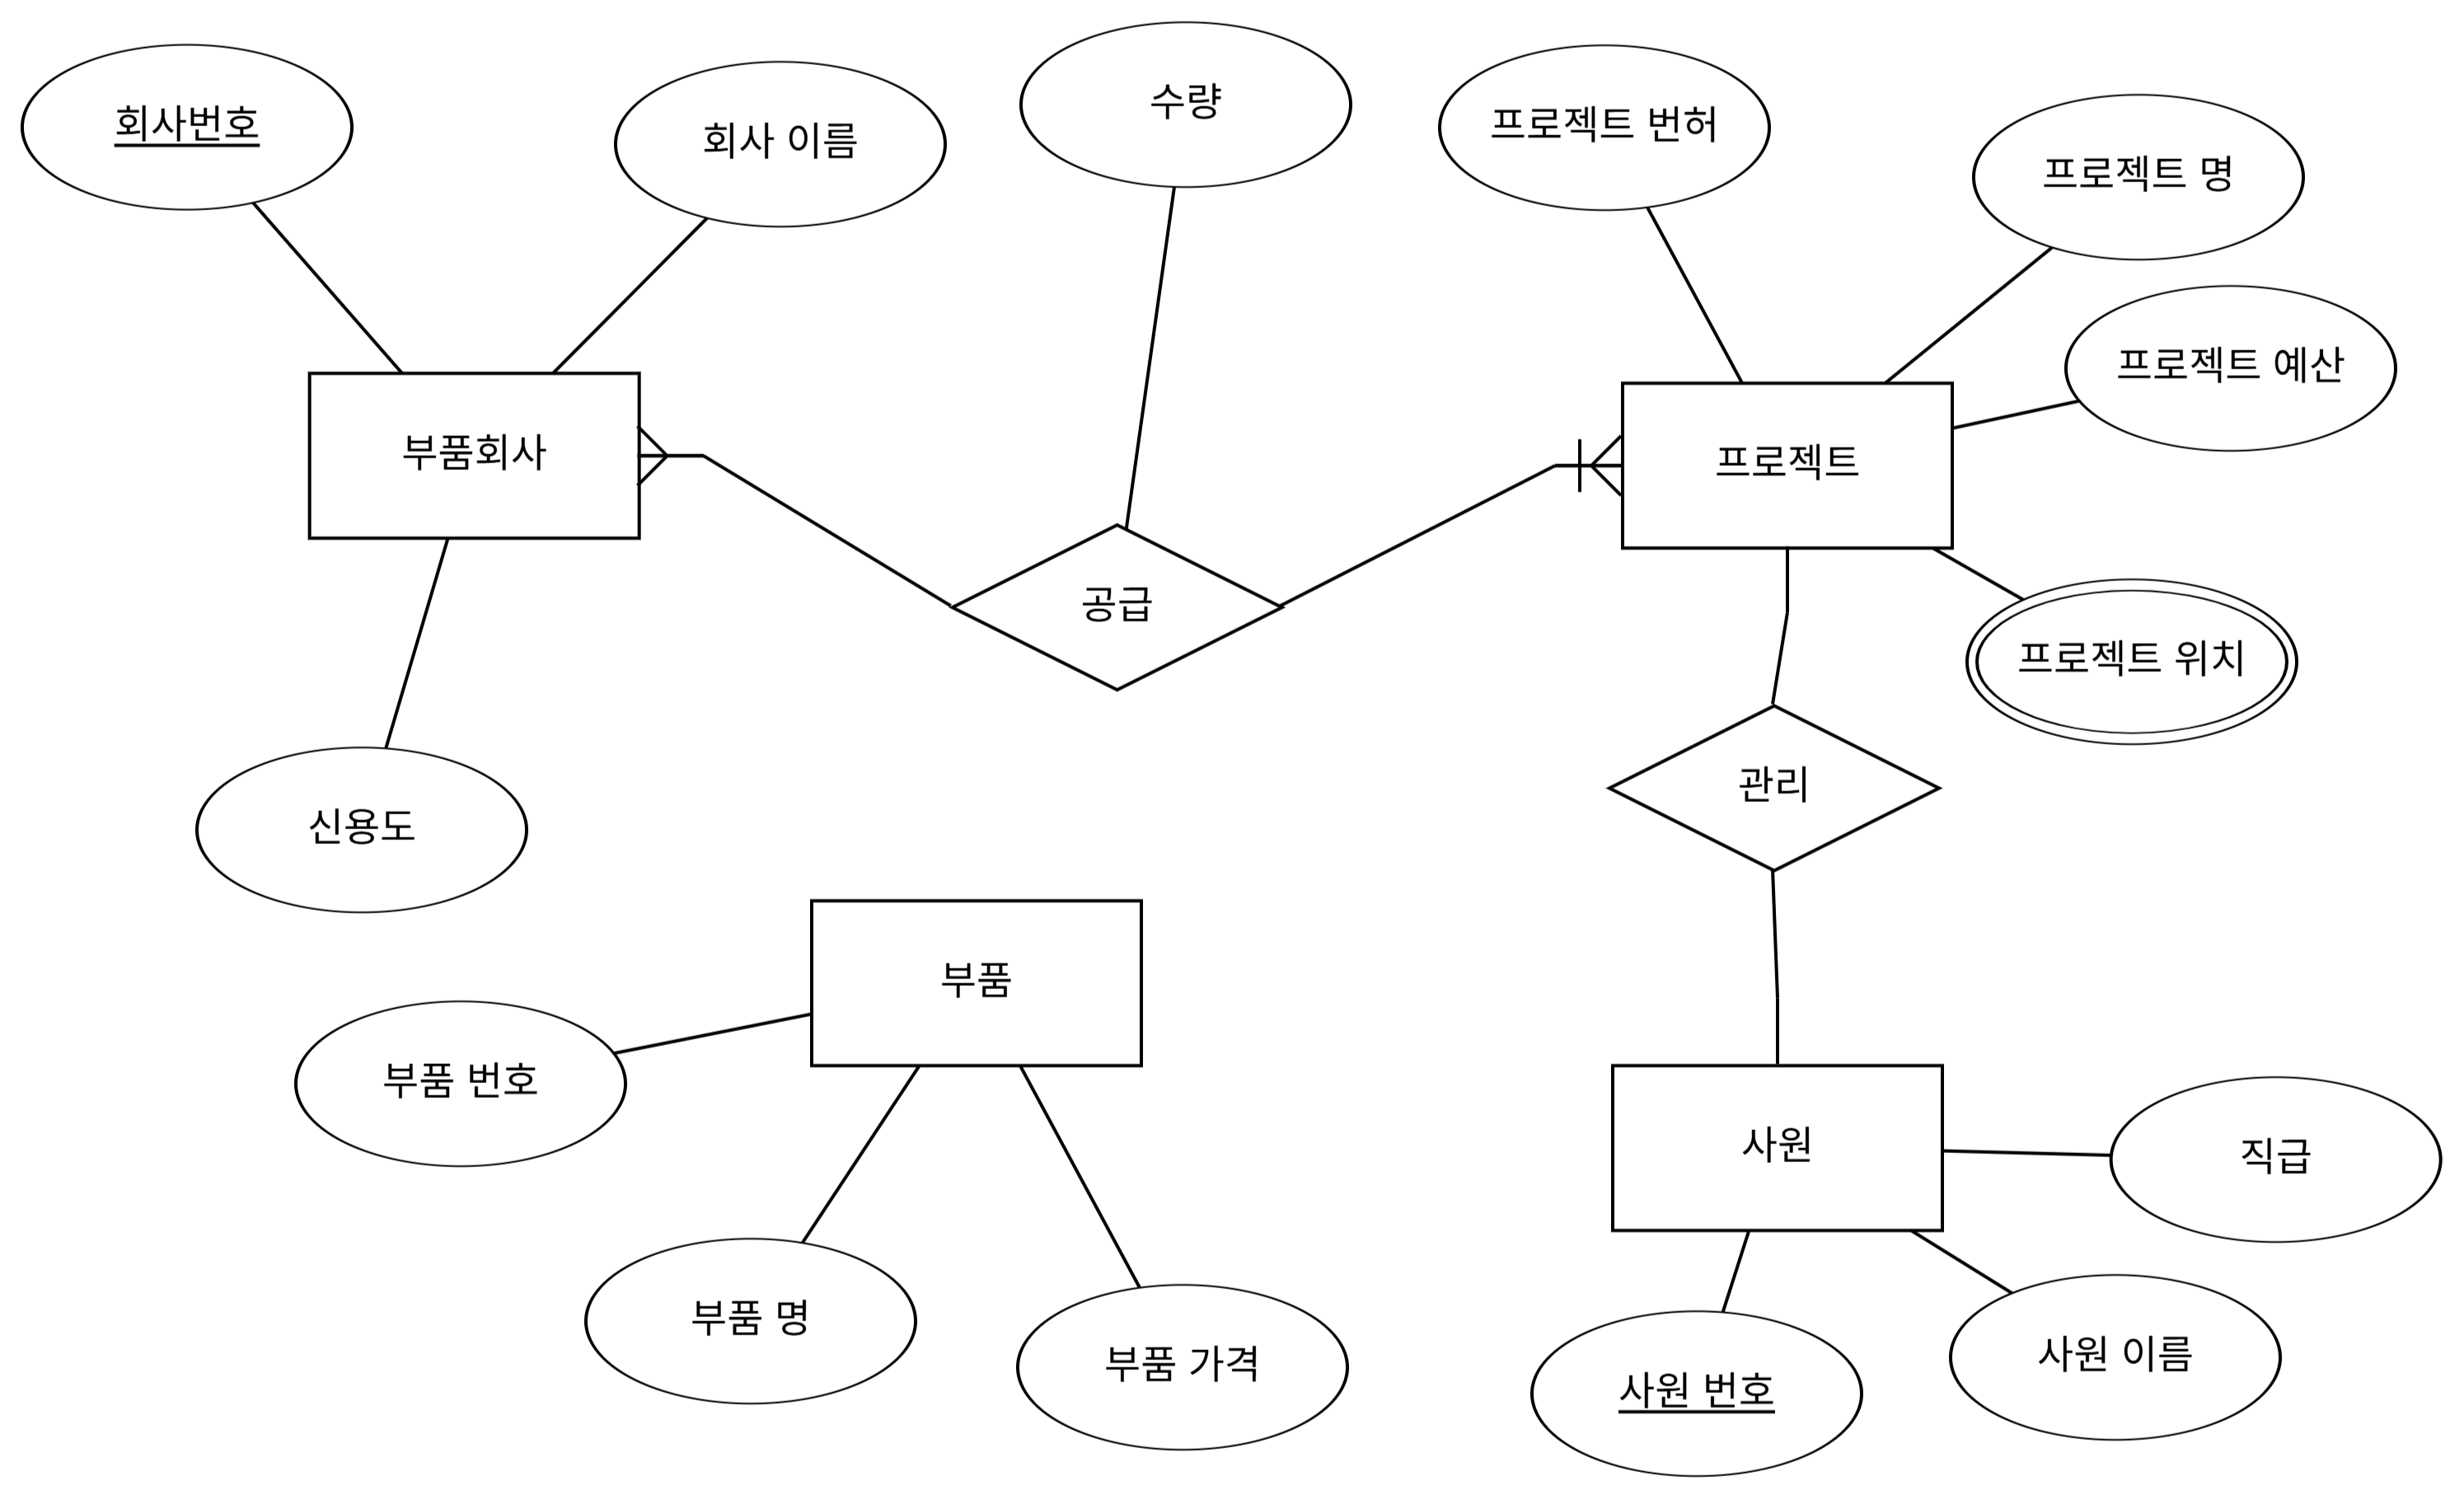 회사번호
회사 이름
수량
프로젝트 번허
프로젝트 명
프로젝트 예산
부품회사
프로젝트
공급
프로젝트 위치
관리
신용도
부품
부품 번호
사원
직급
부품 명
부품 가격
사원 번호
사원 이름